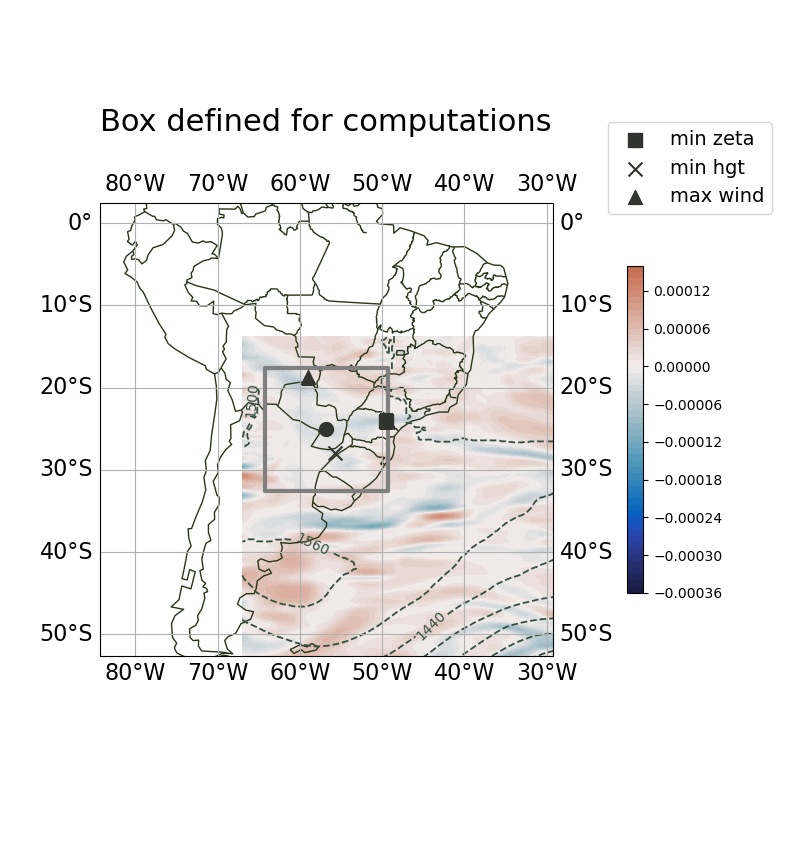 Box defined for computations
min zeta
min hgt
max wind
80°W 70°W 60°W 50°W 40°W 30°W
0° 0°
10°S 10°S
20°S 20°S
30°S 30°S
40°S 40°S
50°S 50°S
1500
1560
1440
80°W 70°W 60°W 50°W 40°W 30°W
0.00012
0.00006
0.00000
−0.00006
−0.00012
−0.00018
−0.00024
−0.00030
−0.00036